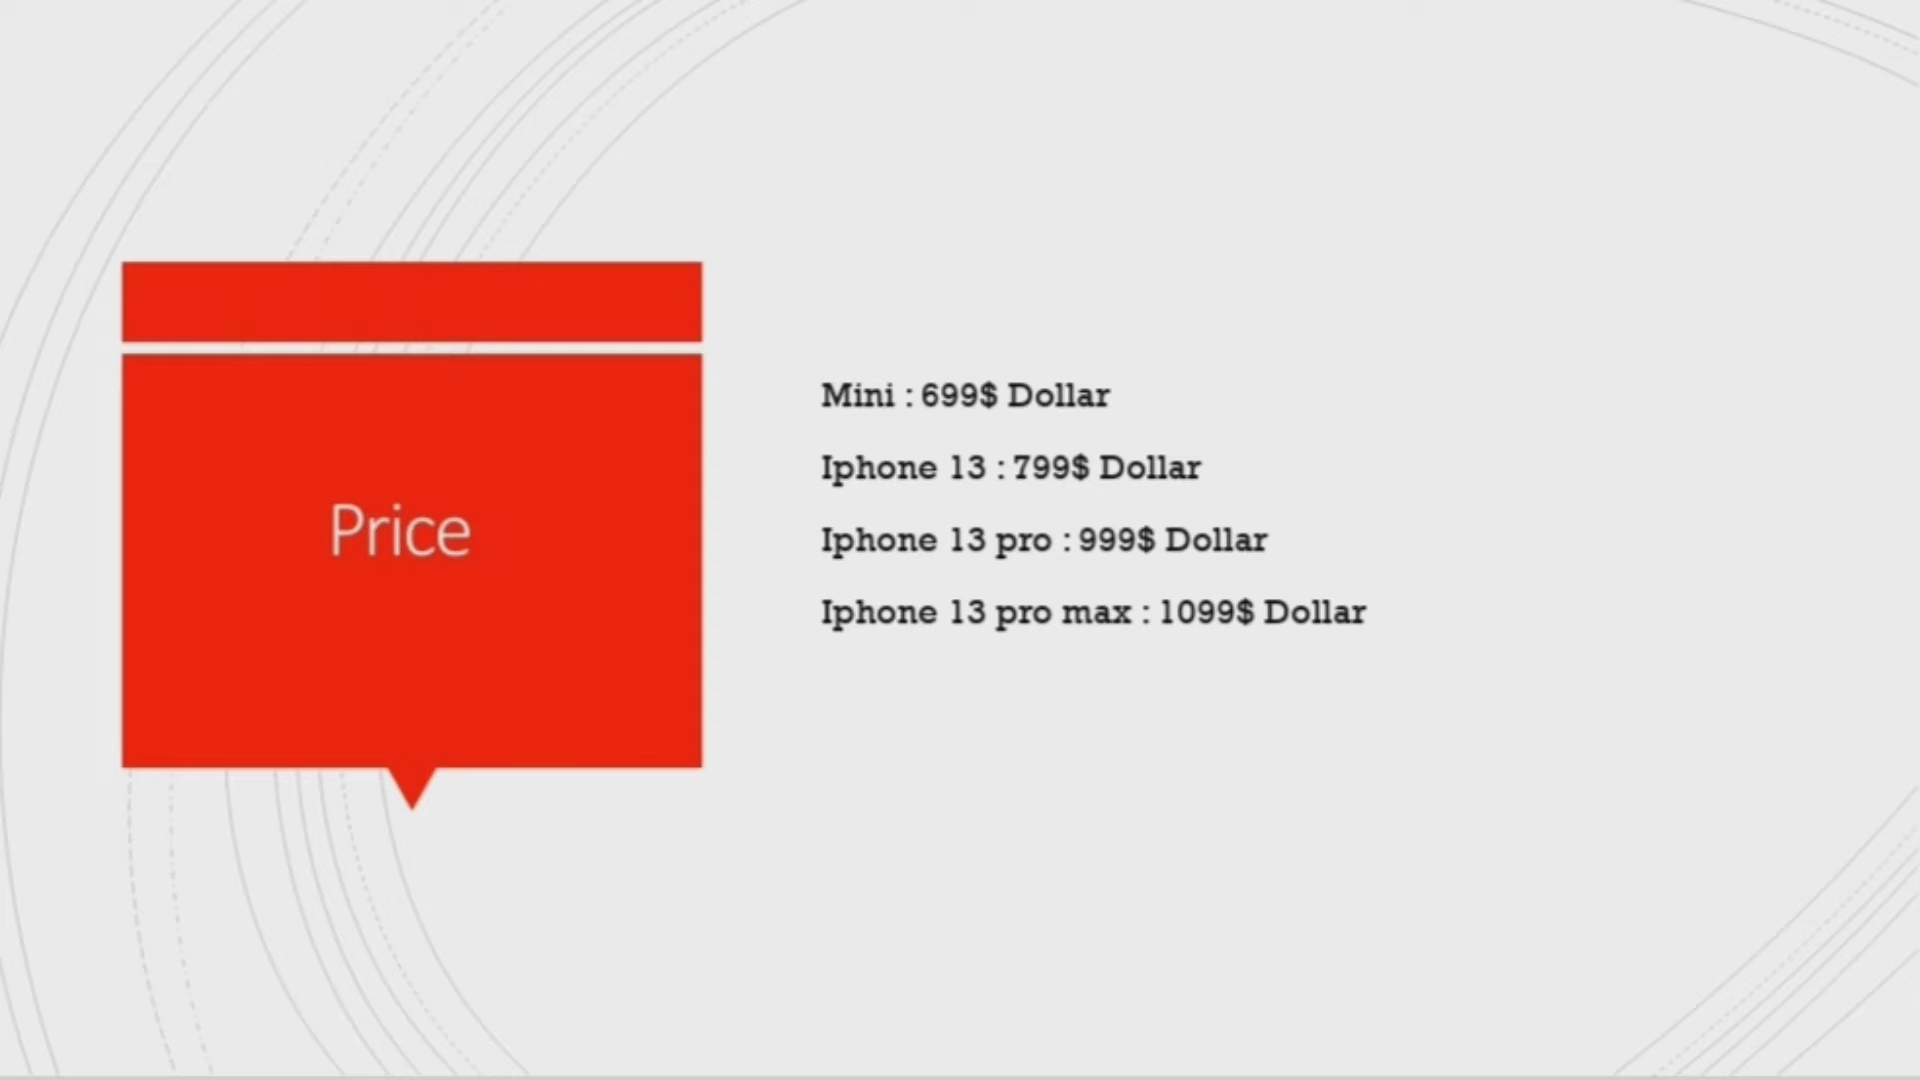 Price
Mini : 699$ Dollar
Iphone 13 : 799$ Dollar
Iphone 13 pro : 999$ Dollar
Iphone 13 pro max : 1099$ Dollar